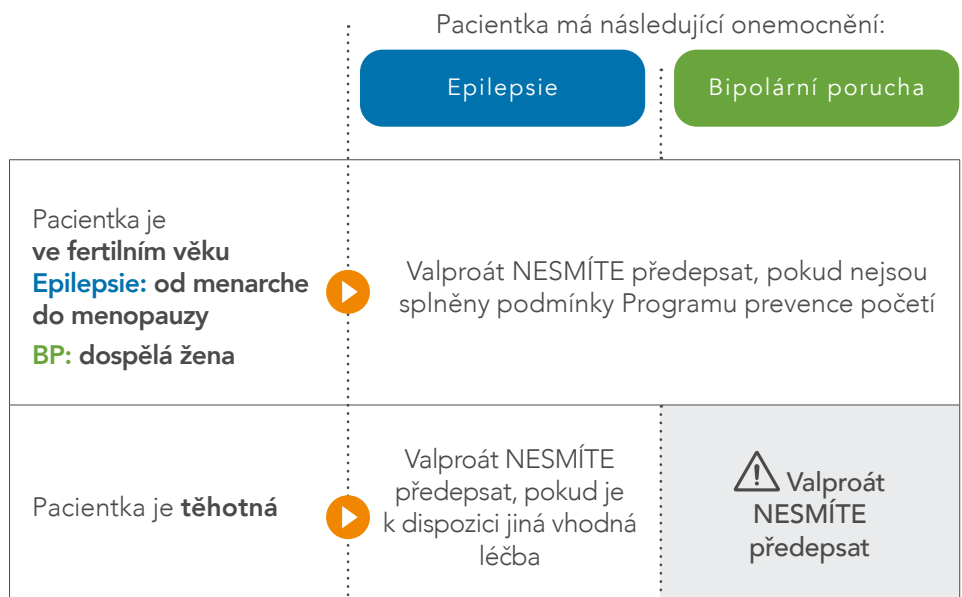 Pacientka má následující onemocnění:
Epilepsie
Bipolární porucha
Pacientka je
ve fertilním věku
Epilepsie: od menarche
do menopauzy
BP: dospělá žena
Valproát NESMÍTE předepsat, pokud nejsou
splněny podmínky Programu prevence početí
Pacientka je těhotná
Valproát NESMÍTE
předepsat, pokud je
k dispozici jiná vhodná
léčba
Valproát
NESMÍTE
předepsat